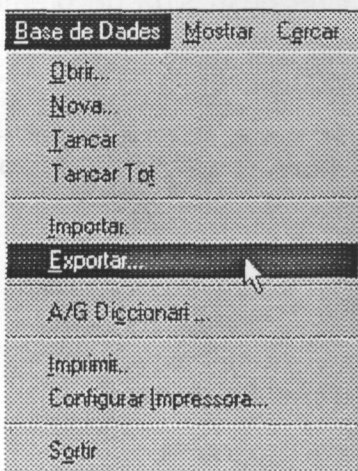 Base de Dades Mostrar Cercar
Obrir...
Nova...
Tancar
Tancar Tot
Importar.
Exportar...
A/G Diccionari ...
Imprimir..
Configurar Impressora...
Sortir